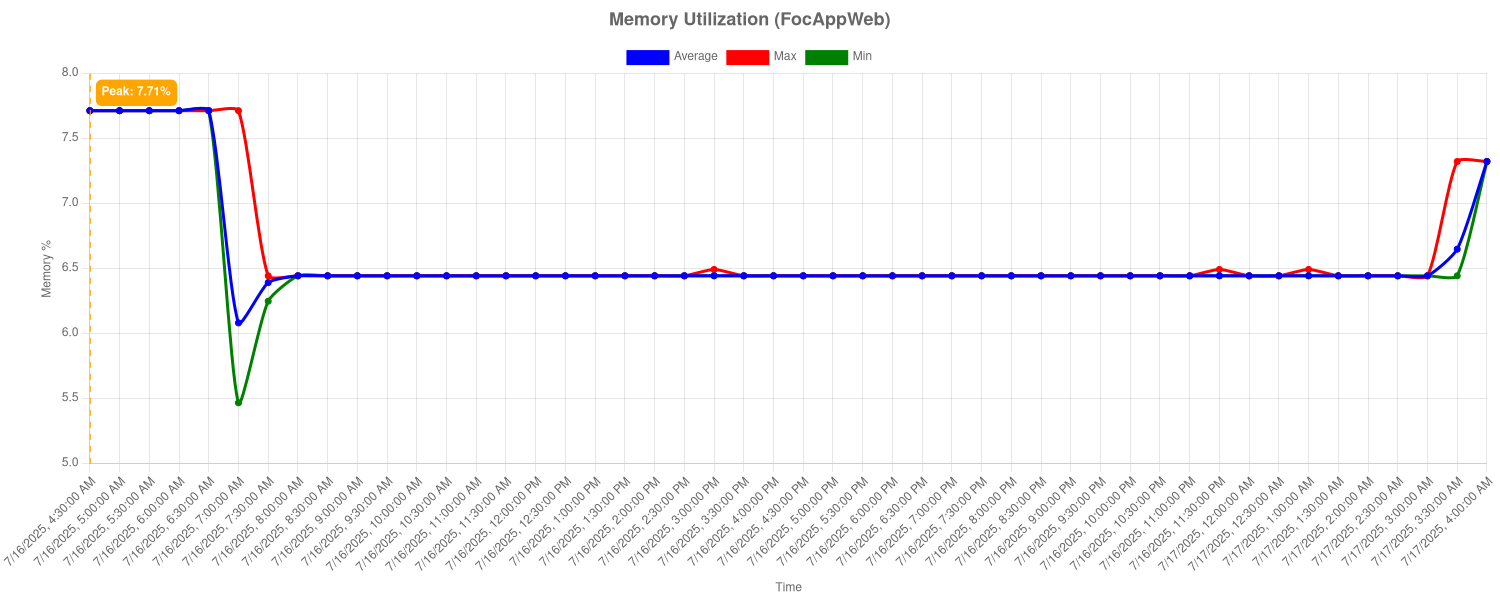 Memory Utilization (FocAppWeb)
Average Max Min
8.0
Peak: 7.71%
7.5
7.0
6.5
6.0
5.5
5.0
Memory %
7/16/2025, 4:30:00 AM
7/16/2025, 5:00:00 AM
7/16/2025, 5:30:00 AM
7/16/2025, 6:00:00 AM
7/16/2025, 6:30:00 AM
7/16/2025, 7:00:00 AM
7/16/2025, 7:30:00 AM
7/16/2025, 8:00:00 AM
7/16/2025, 8:30:00 AM
7/16/2025, 9:00:00 AM
7/16/2025, 9:30:00 AM
7/16/2025, 10:00:00 AM
7/16/2025, 10:30:00 AM
7/16/2025, 11:00:00 AM
7/16/2025, 11:30:00 AM
7/16/2025, 12:00:00 PM
7/16/2025, 12:30:00 PM
7/16/2025, 1:00:00 PM
7/16/2025, 1:30:00 PM
7/16/2025, 2:00:00 PM
7/16/2025, 2:30:00 PM
7/16/2025, 3:00:00 PM
7/16/2025, 3:30:00 PM
7/16/2025, 4:00:00 PM
7/16/2025, 4:30:00 PM
7/16/2025, 5:00:00 PM
7/16/2025, 5:30:00 PM
7/16/2025, 6:00:00 PM
7/16/2025, 6:30:00 PM
7/16/2025, 7:00:00 PM
7/16/2025, 7:30:00 PM
7/16/2025, 8:00:00 PM
7/16/2025, 8:30:00 PM
7/16/2025, 9:00:00 PM
7/16/2025, 9:30:00 PM
7/16/2025, 10:00:00 PM
7/16/2025, 10:30:00 PM
7/16/2025, 11:00:00 PM
7/16/2025, 11:30:00 PM
7/17/2025, 12:00:00 AM
7/17/2025, 12:30:00 AM
7/17/2025, 1:00:00 AM
7/17/2025, 1:30:00 AM
7/17/2025, 2:00:00 AM
7/17/2025, 2:30:00 AM
7/17/2025, 3:00:00 AM
7/17/2025, 3:30:00 AM
7/17/2025, 4:00:00 AM
Time